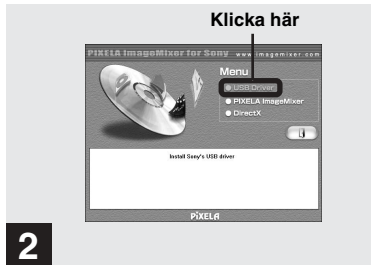 Klicka här
PIXELA ImageMixer for Sony www.imagemixer.com
Menu
USB Driver
PIXELA ImageMixer
DirectX
Install Sony's USB driver
PIXELA
2